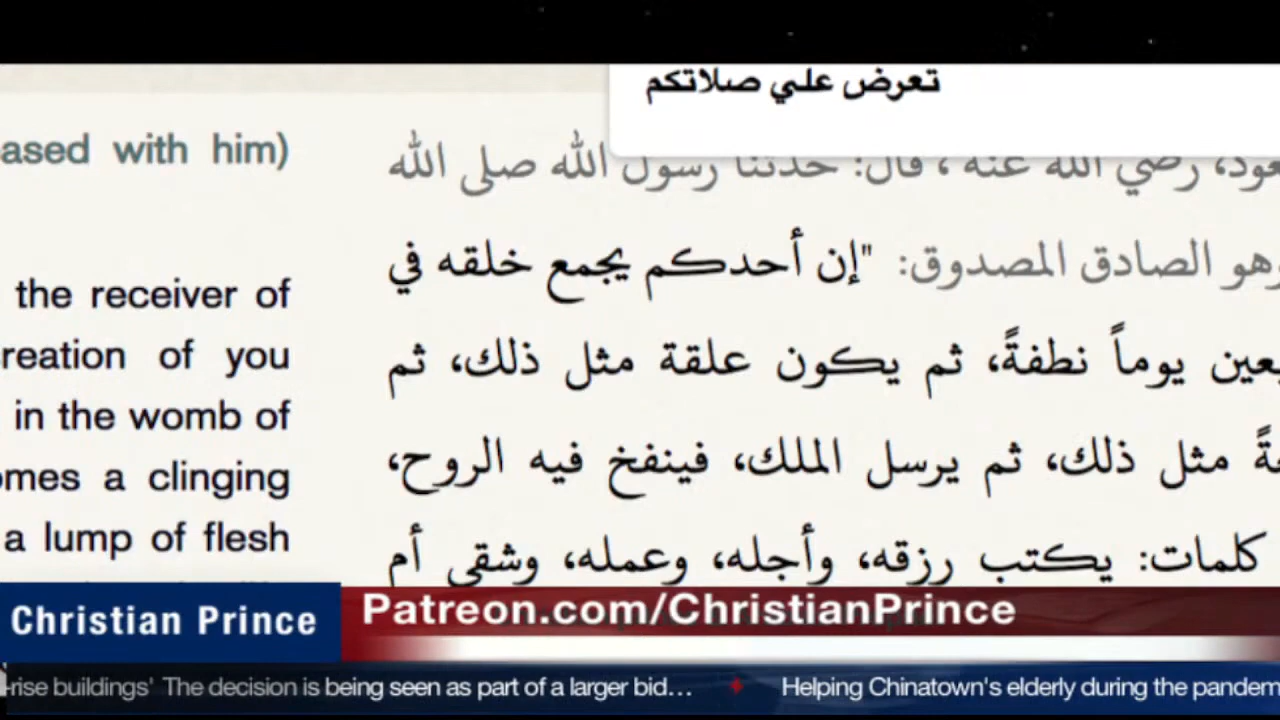 تعرض علي صلاتكم
ased with him)
the receiver of
reation of you
in the womb of
omes a clinging
a lump of flesh
عود، رضي الله عنه ، قال: حدثنا رسول الله صلى الله
وهو الصادق المصدوق: "إن أحدكم يجمع خلقه في
بعين يوماً نطفةً، ثم يكون علقة مثل ذلك، ثم
ةً مثل ذلك، ثم يرسل الملك، فينفخ فيه الروح،
كلمات: يكتب رزقه، وأجله، وعمله، وشقي أم
Christian Prince
Patreon.com/ChristianPrince
-rise buildings' The decision is being seen as part of a larger bid... Helping Chinatown's elderly during the pandem